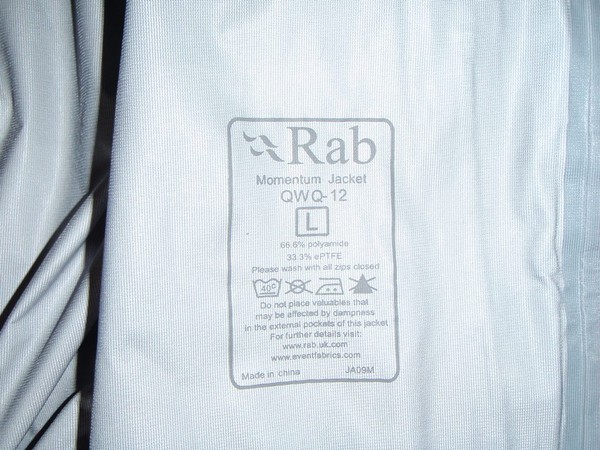 Rab
Momentum Jacket
QWQ-12
L
66.6% polyamide
33.3% ePTFE
Please wash with all zips closed
40°
Do not place valuables that
may be affected by dampness
in the external pockets of this jacket
For further details visit:
www.rab.uk.com
www.eventfabrics.com
Made in china JA09M